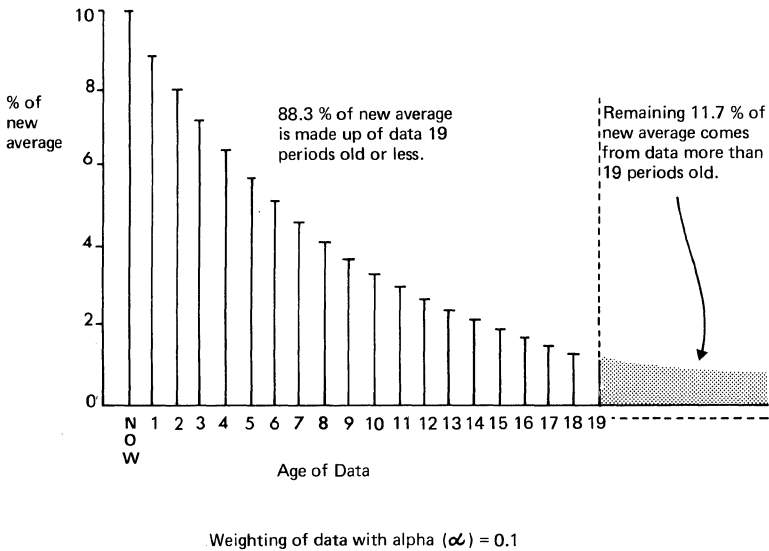 10
8
6
4
2
0
% of
new
average
88.3 % of new average
is made up of data 19
periods old or less.
Remaining 11.7 % of
new average comes
from data more than
19 periods old.
NOW 1 2 3 4 5 6 7 8 9 10 11 12 13 14 15 16 17 18 19
Age of Data
Weighting of data with alpha (α) = 0.1